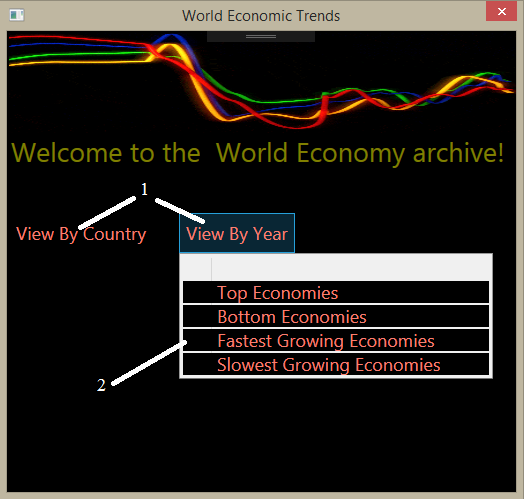 World Economic Trends
Welcome to the  World Economy archive!
1
View By Country
View By Year
Top Economies
Bottom Economies
Fastest Growing Economies
Slowest Growing Economies
2